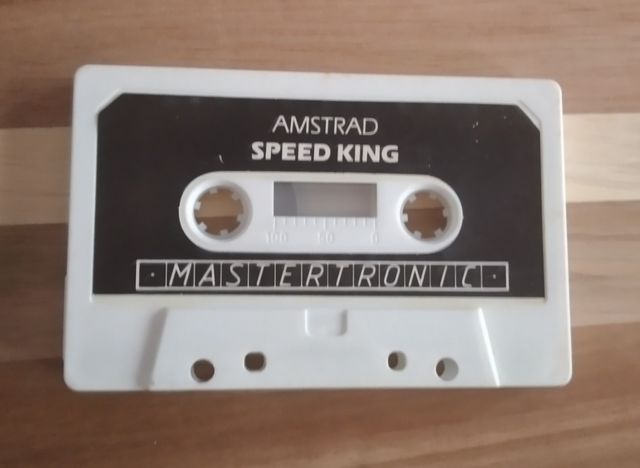 AMSTRAD
SPEED KING
100 50 0
· MASTERTRONIC ·